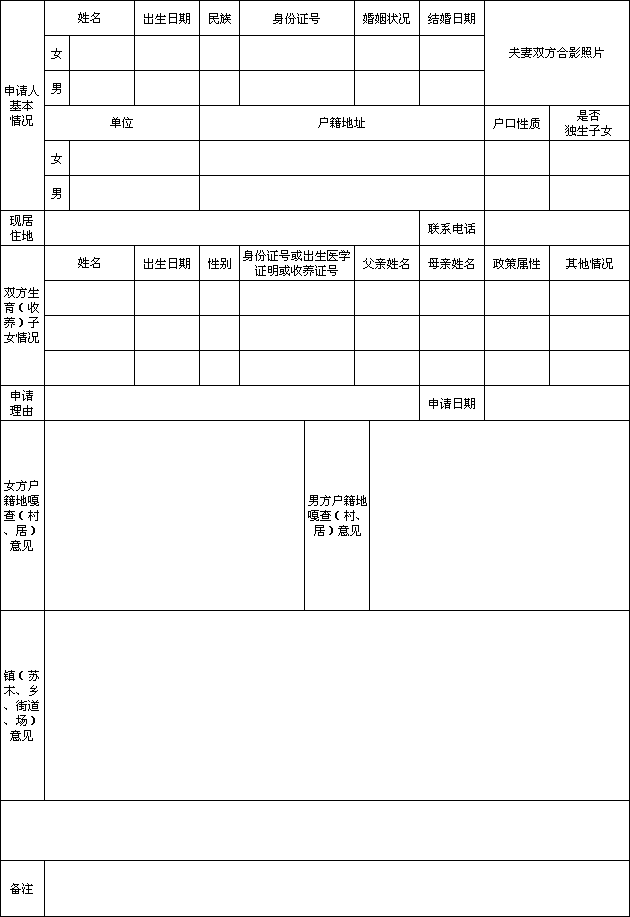 姓名 出生日期 民族 身份证号 婚姻状况 结婚日期 夫妻双方合影照片
申请人
基本
情况
女
男
单位 户籍地址 户口性质 是否
独生子女
女
男
现居
住地
联系电话
双方生
育（收
养）子
女情况
姓名 出生日期 性别 身份证号或出生医学
证明或收养证号
父亲姓名 母亲姓名 政策属性 其他情况
申请
理由
申请日期
女方户
籍地嘎
查（村
、居）
意见
男方户籍地
嘎查（村、
居）意见
镇（苏
木、乡
、街道
、场）
意见
备注